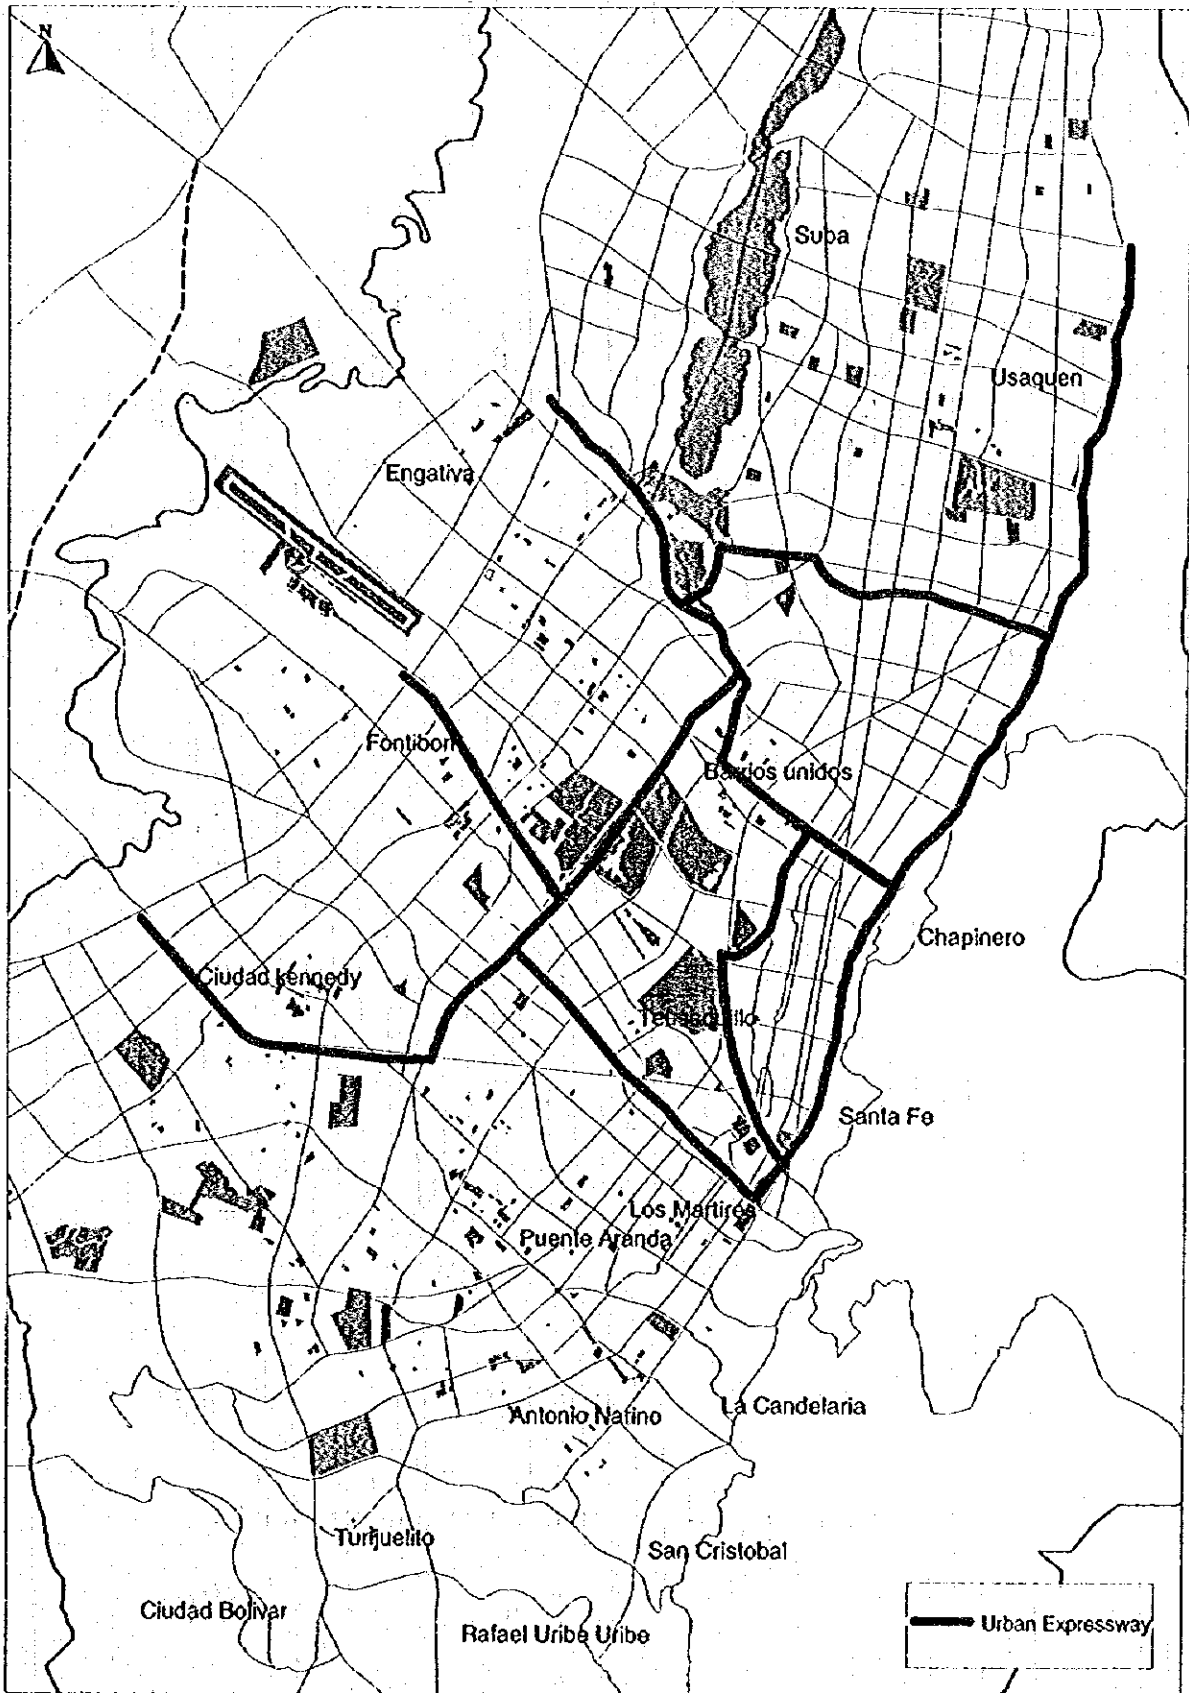 N
Suba
Usaquen
Engativa
Fontibon
Barrios unidos
Chapinero
Ciudad kennedy
Santa Fe
Los Martires
Puente Aranda
La Candelaria
Antonio Narino
Turjuelito
San Cristobal
Ciudad Bolivar
Rafael Uribe Uribe
Urban Expressway